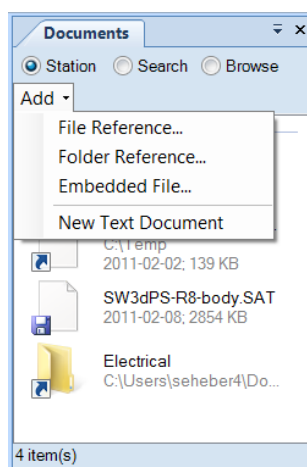 Documents
Station Search Browse
Add
File Reference...
Folder Reference...
Embedded File...
New Text Document
C:\Temp
2011-02-02; 139 KB
SW3dPS-R8-body.SAT
2011-02-08; 2854 KB
Electrical
C:\Users\seheber4\Do...
4 item(s)